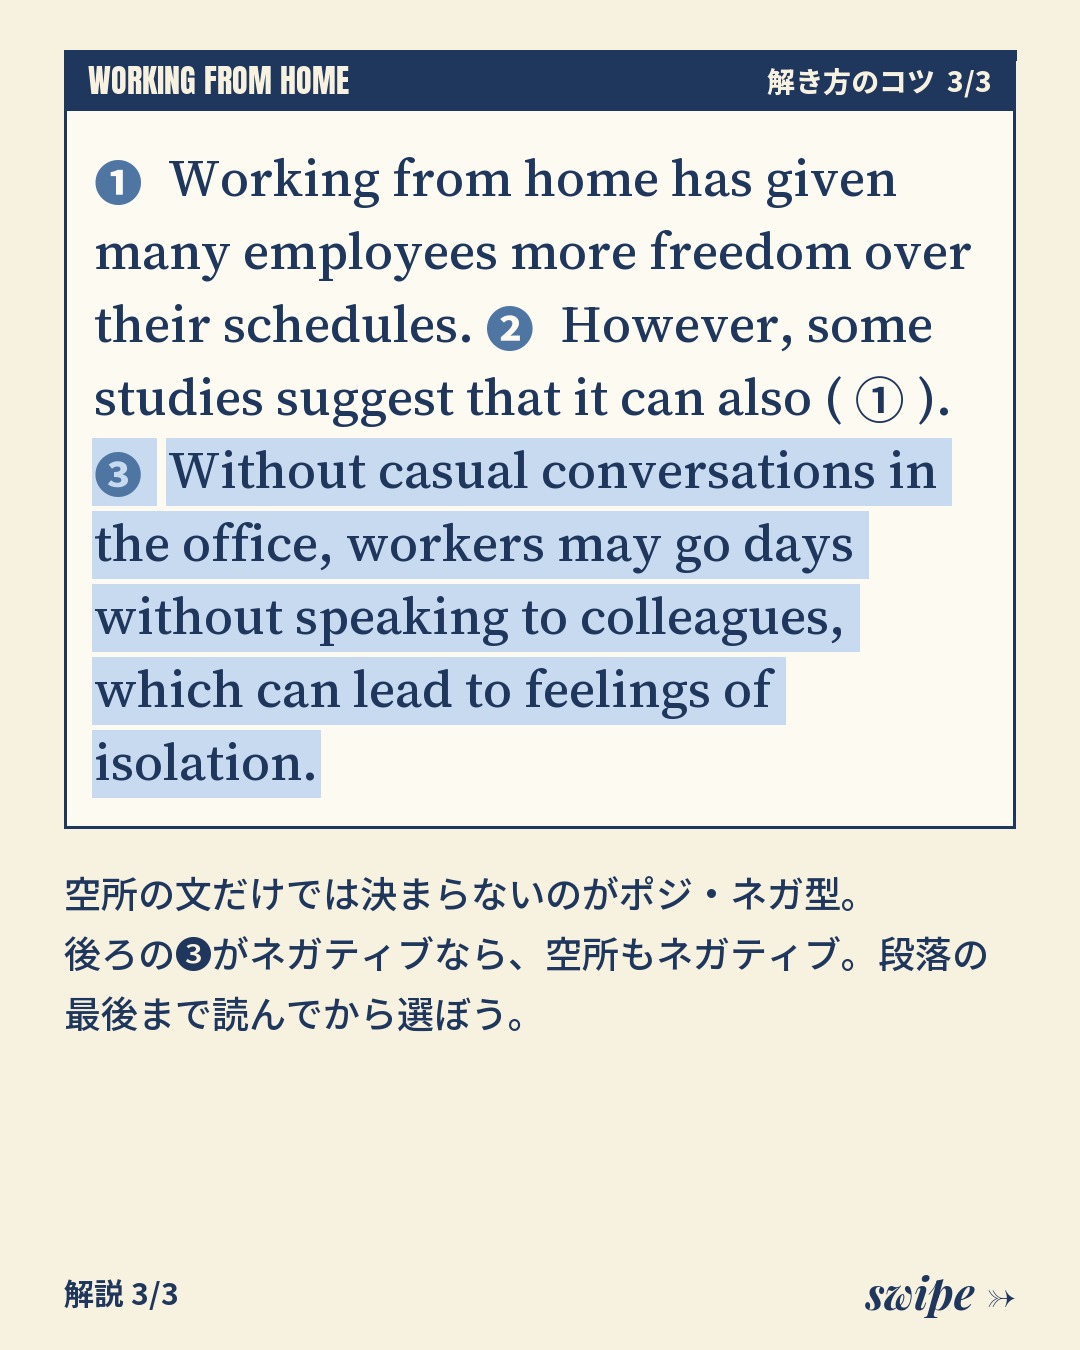 WORKING FROM HOME
解き方のコツ 3/3
❶ Working from home has given
many employees more freedom over
their schedules. ❷ However, some
studies suggest that it can also ( ① ).
❸ Without casual conversations in
the office, workers may go days
without speaking to colleagues,
which can lead to feelings of
isolation.
空所の文だけでは決まらないのがポジ・ネガ型。
後ろの❸がネガティブなら、空所もネガティブ。段落の
最後まで読んでから選ぼう。
解説 3/3
swipe ➳